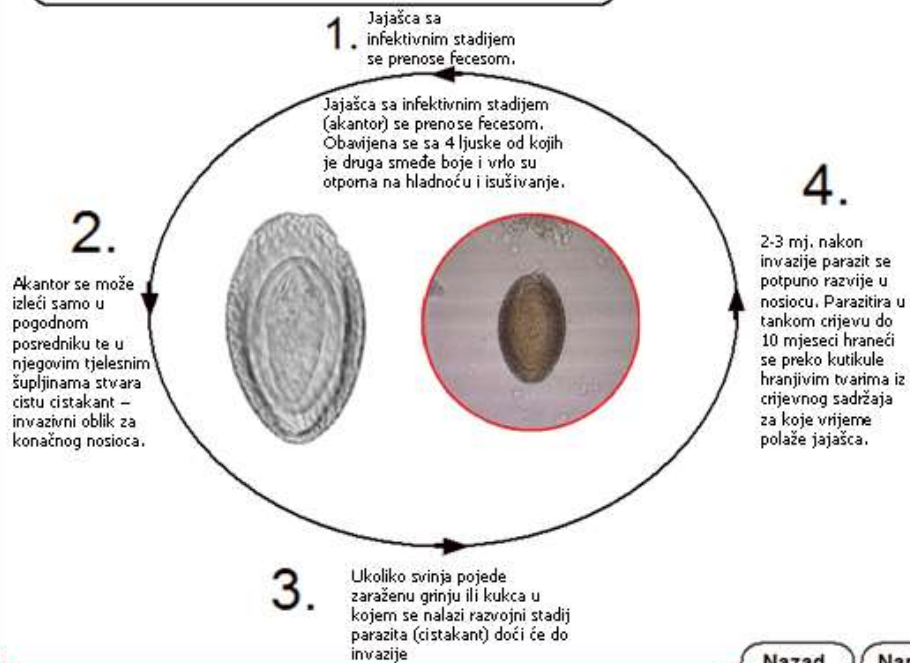 1. Jajašca sa
infektivnim stadijem
se prenose fecesom.
Jajašca sa infektivnim stadijem
(akantor) se prenose fecesom.
Obavijena se sa 4 ljuske od kojih
je druga smeđe boje i vrlo su
otporna na hladnoću i isušivanje.
2.
Akantor se može
izleći samo u
pogodnom
posredniku te u
njegovim tjelesnim
šupljinama stvara
cistu cistakant –
invazivni oblik za
konačnog nosioca.
3.
Ukoliko svinja pojede
zaraženu grinju ili kukca u
kojem se nalazi razvojni stadij
parazita (cistakant) doći će do
invazije
4.
2-3 mj. nakon
invazije parazit se
potpuno razvije u
nosiocu. Parazitira u
tankom crijevu do
10 mjeseci hraneći
se preko kutikule
hranjivim tvarima iz
crijevnog sadržaja
za koje vrijeme
polaže jajašca.
Nazad